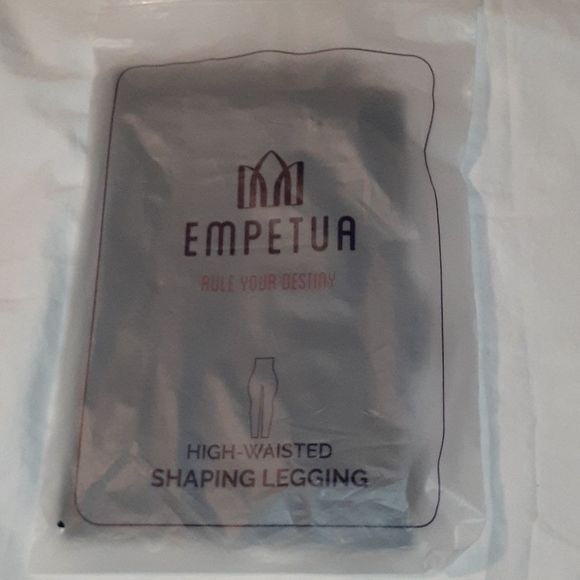 EMPETUA
RULE YOUR DESTINY
HIGH-WAISTED
SHAPING LEGGING